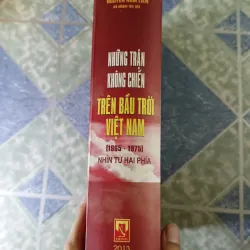 NHỮNG TRẬN
KHÔNG CHIẾN
TRÊN BẦU TRỜI
VIỆT NAM
(1965 - 1975)
NHÌN TỪ HAI PHÍA
2013